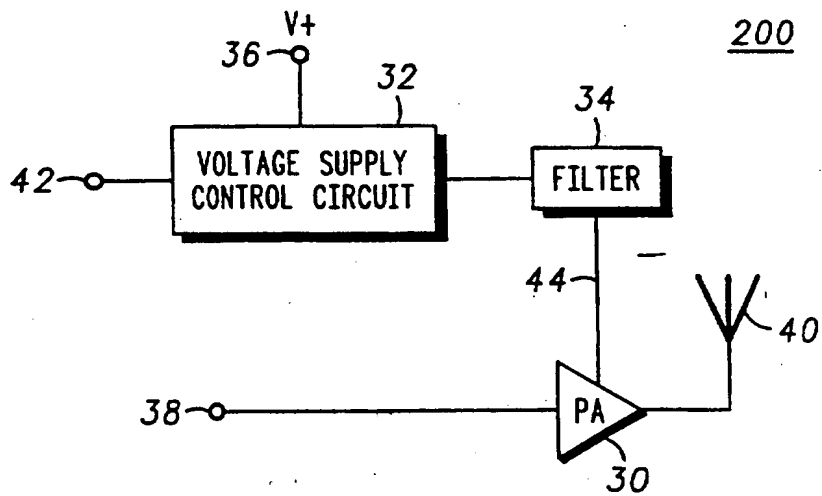 V+
200
36
32
34
42
VOLTAGE SUPPLY
CONTROL CIRCUIT
FILTER
44
40
38
PA
30